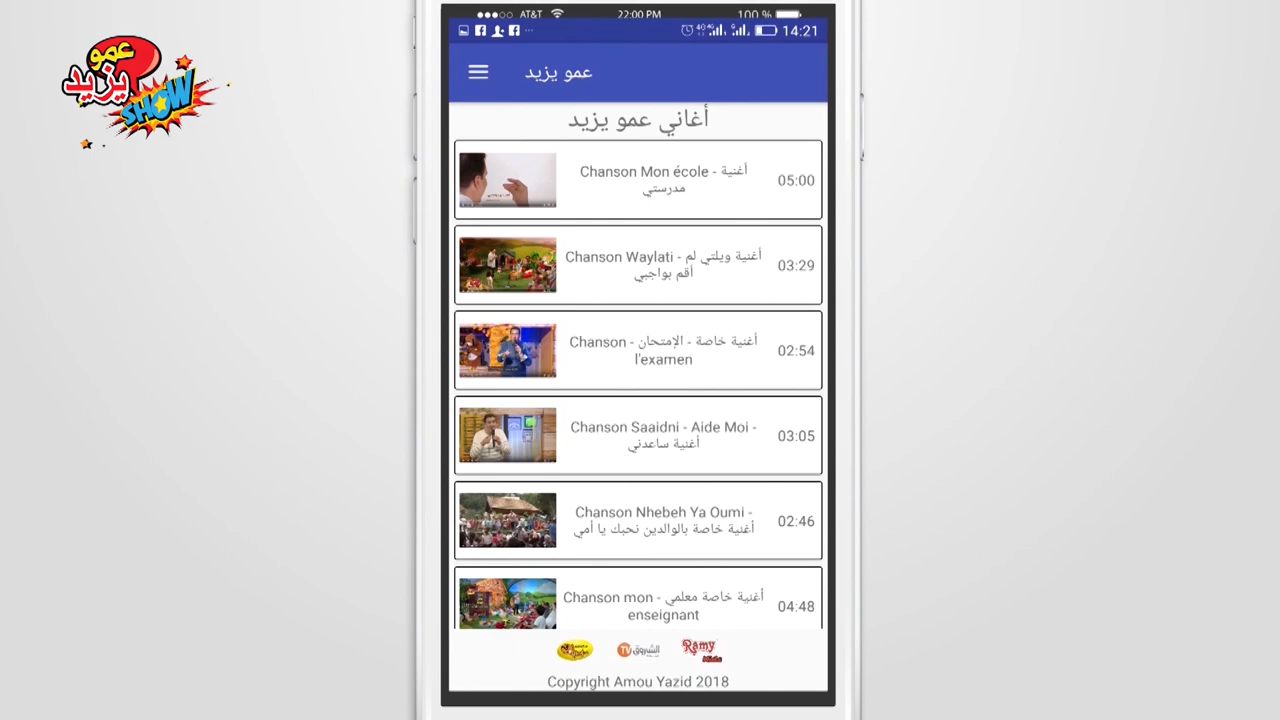 AT&T 22:00 PM 100 %
14:21
عمو يزيد SHOW
عمو يزيد
أغاني عمو يزيد
Chanson Mon école - أغنية
مدرستي
05:00
Chanson Waylati - أغنية ويلتي لم
أقم بواجبي
03:29
Chanson - أغنية خاصة - الإمتحان
l'examen
02:54
Chanson Saaidni - Aide Moi -
أغنية ساعدني
03:05
Chanson Nhebeh Ya Oumi -
أغنية خاصة بالوالدين نحبك يا أمي
02:46
Chanson mon - أغنية خاصة معلمي
enseignant
04:48
الشروق TV
Ramy
Copyright Amou Yazid 2018